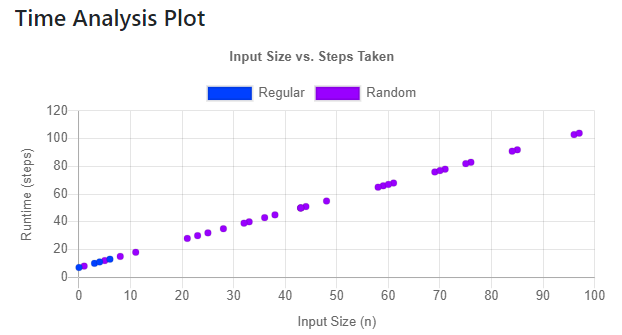 Time Analysis Plot
Input Size vs. Steps Taken
Regular Random
120
100
80
60
40
20
0
Runtime (steps)
0 10 20 30 40 50 60 70 80 90 100
Input Size (n)